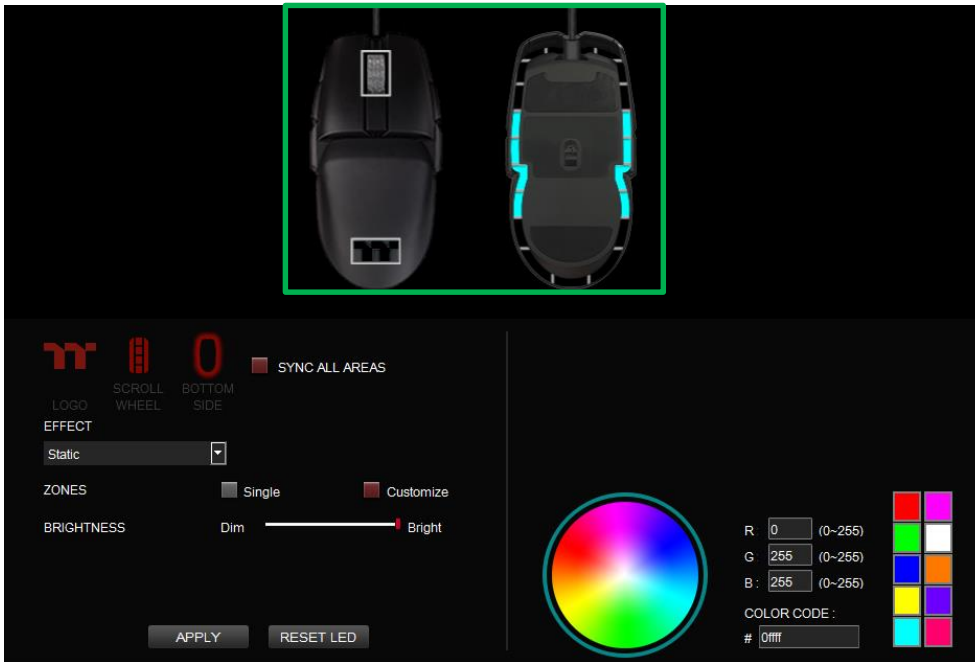 SYNC ALL AREAS
LOGO
SCROLL WHEEL
BOTTOM SIDE
EFFECT
Static
ZONES Single Customize
BRIGHTNESS Dim Bright
APPLY RESET LED
R 0 (0~255)
G 255 (0~255)
B : 255 (0~255)
COLOR CODE :
# 0ffff